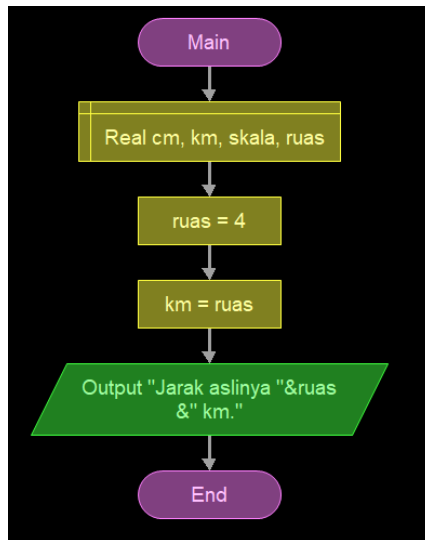 Main
Real cm, km, skala, ruas
ruas = 4
km = ruas
Output "Jarak aslinya "&ruas
&" km."
End